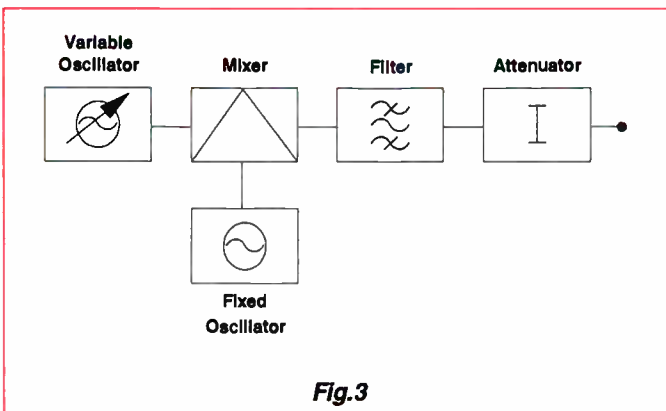 Variable
Oscillator
Mixer
Filter
Attenuator
Fixed
Oscillator
Fig.3